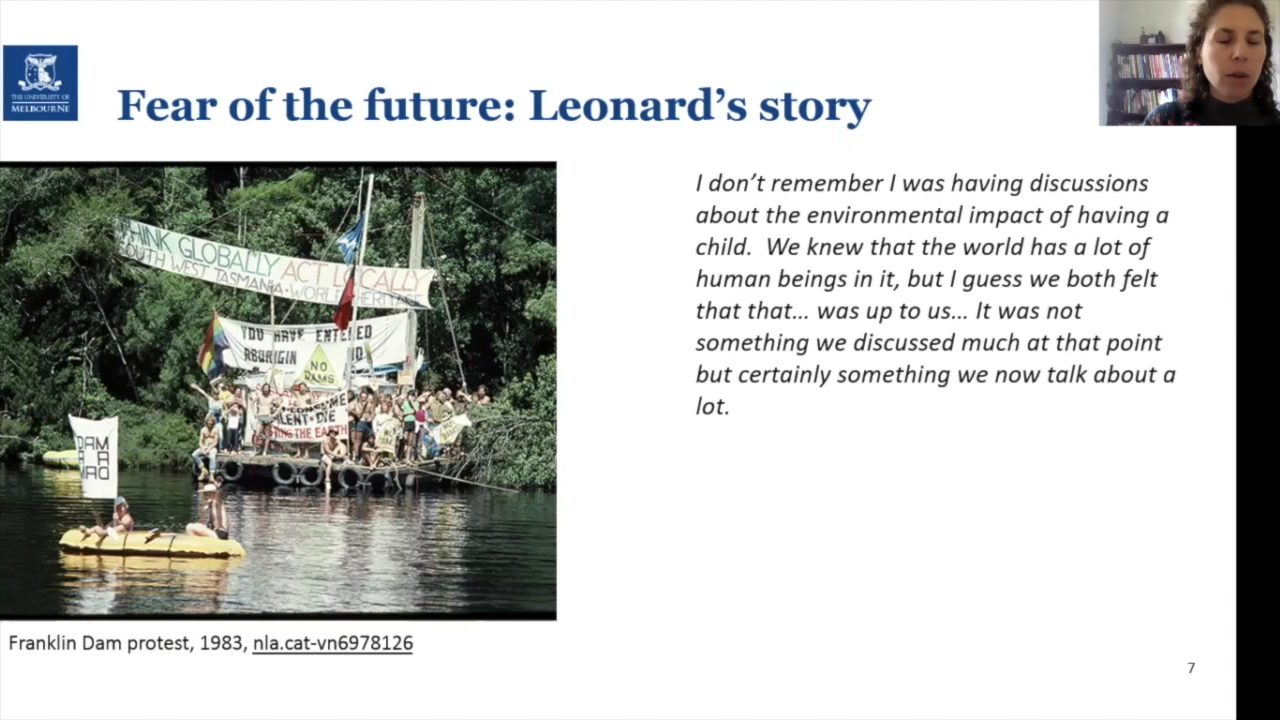 THE UNIVERSITY OF
MELBOURNE
Fear of the future: Leonard's story
THINK GLOBALLY ACT LOCALLY
SOUTH WEST TASMANIA · WORLD HERITAGE
YOU HAVE ENTERED
ABORIGIN
NO
DAMS
THE EARTH
DAM
I don't remember I was having discussions
about the environmental impact of having a
child.  We knew that the world has a lot of
human beings in it, but I guess we both felt
that that… was up to us… It was not
something we discussed much at that point
but certainly something we now talk about a
lot.
Franklin Dam protest, 1983, nla.cat-vn6978126
7